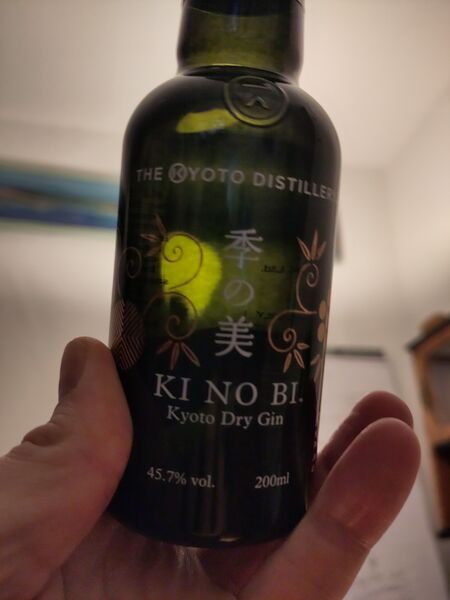 THE KYOTO DISTILLERY
季の美
KI NO BI.
Kyoto Dry Gin
45.7% vol. 200ml